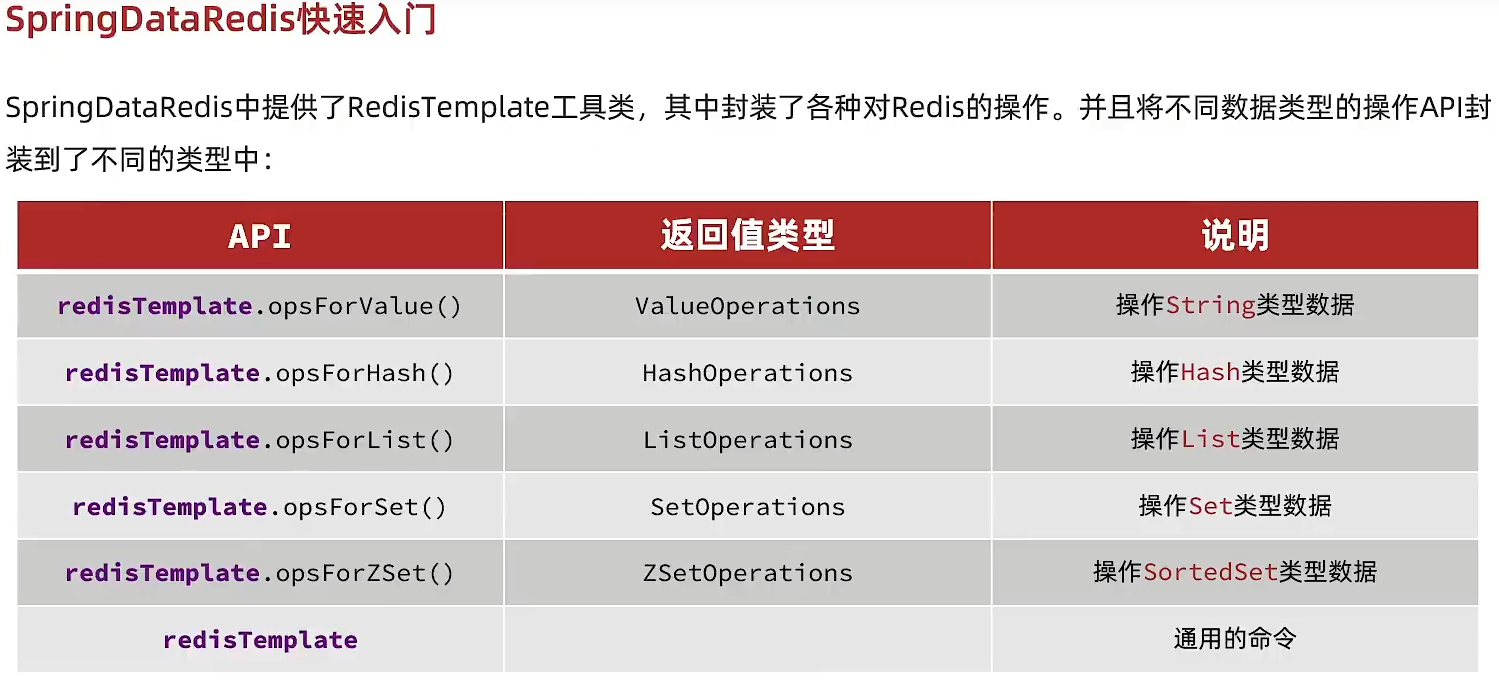 SpringDataRedis快速入门
SpringDataRedis中提供了RedisTemplate工具类，其中封装了各种对Redis的操作。并且将不同数据类型的操作API封
装到了不同的类型中：
API 返回值类型 说明
redisTemplate.opsForValue() ValueOperations 操作String类型数据
redisTemplate.opsForHash() HashOperations 操作Hash类型数据
redisTemplate.opsForList() ListOperations 操作List类型数据
redisTemplate.opsForSet() SetOperations 操作Set类型数据
redisTemplate.opsForZSet() ZSetOperations 操作SortedSet类型数据
redisTemplate 通用的命令